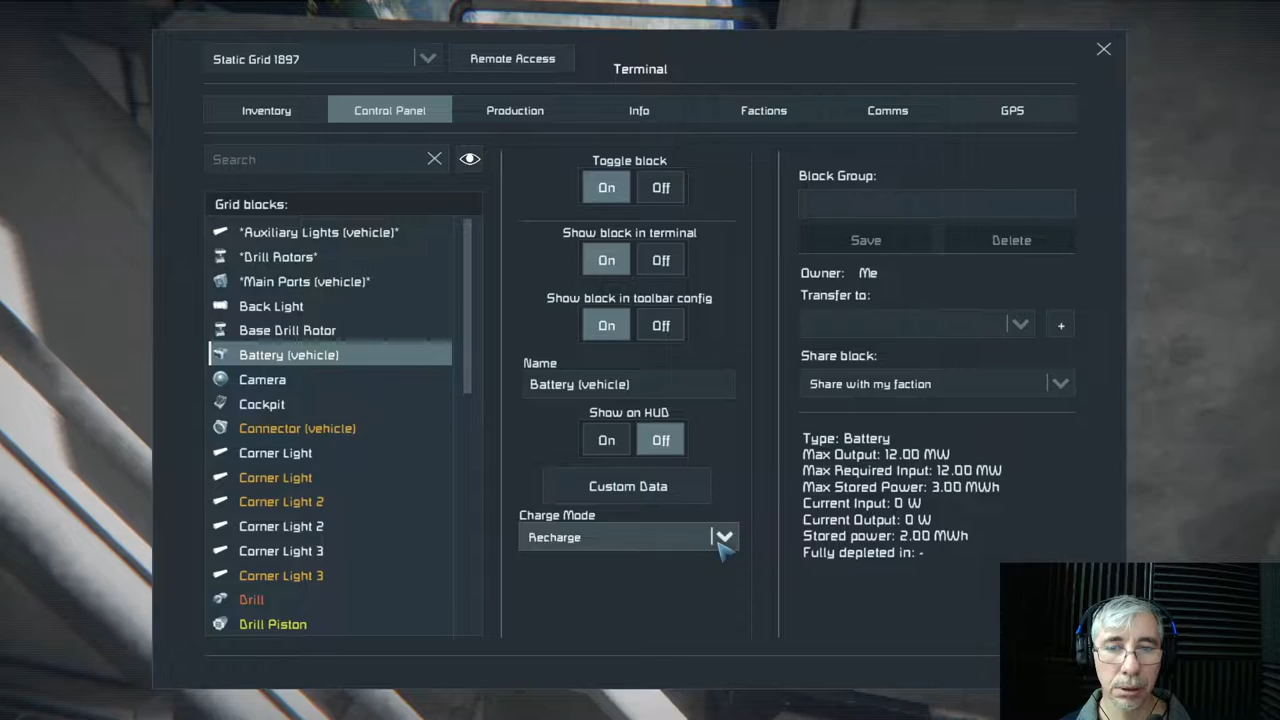 Static Grid 1897
Remote Access
Terminal
Inventory
Control Panel
Production
Info
Factions
Comms
GPS
Search
Grid blocks:
*Auxiliary Lights (vehicle)*
*Drill Rotors*
*Main Ports (vehicle)*
Back Light
Base Drill Rotor
Battery (vehicle)
Camera
Cockpit
Connector (vehicle)
Corner Light
Corner Light
Corner Light 2
Corner Light 2
Corner Light 3
Corner Light 3
Drill
Drill Piston
Toggle block
On Off
Show block in terminal
On Off
Show block in toolbar config
On Off
Name
Battery (vehicle)
Show on HUD
On Off
Custom Data
Charge Mode
Recharge
Block Group:
Save Delete
Owner: Me
Transfer to:
+
Share block:
Share with my faction
Type: Battery
Max Output: 12.00 MW
Max Required Input: 12.00 MW
Max Stored Power: 3.00 MWh
Current Input: 0 W
Current Output: 0 W
Stored power: 2.00 MWh
Fully depleted in: -